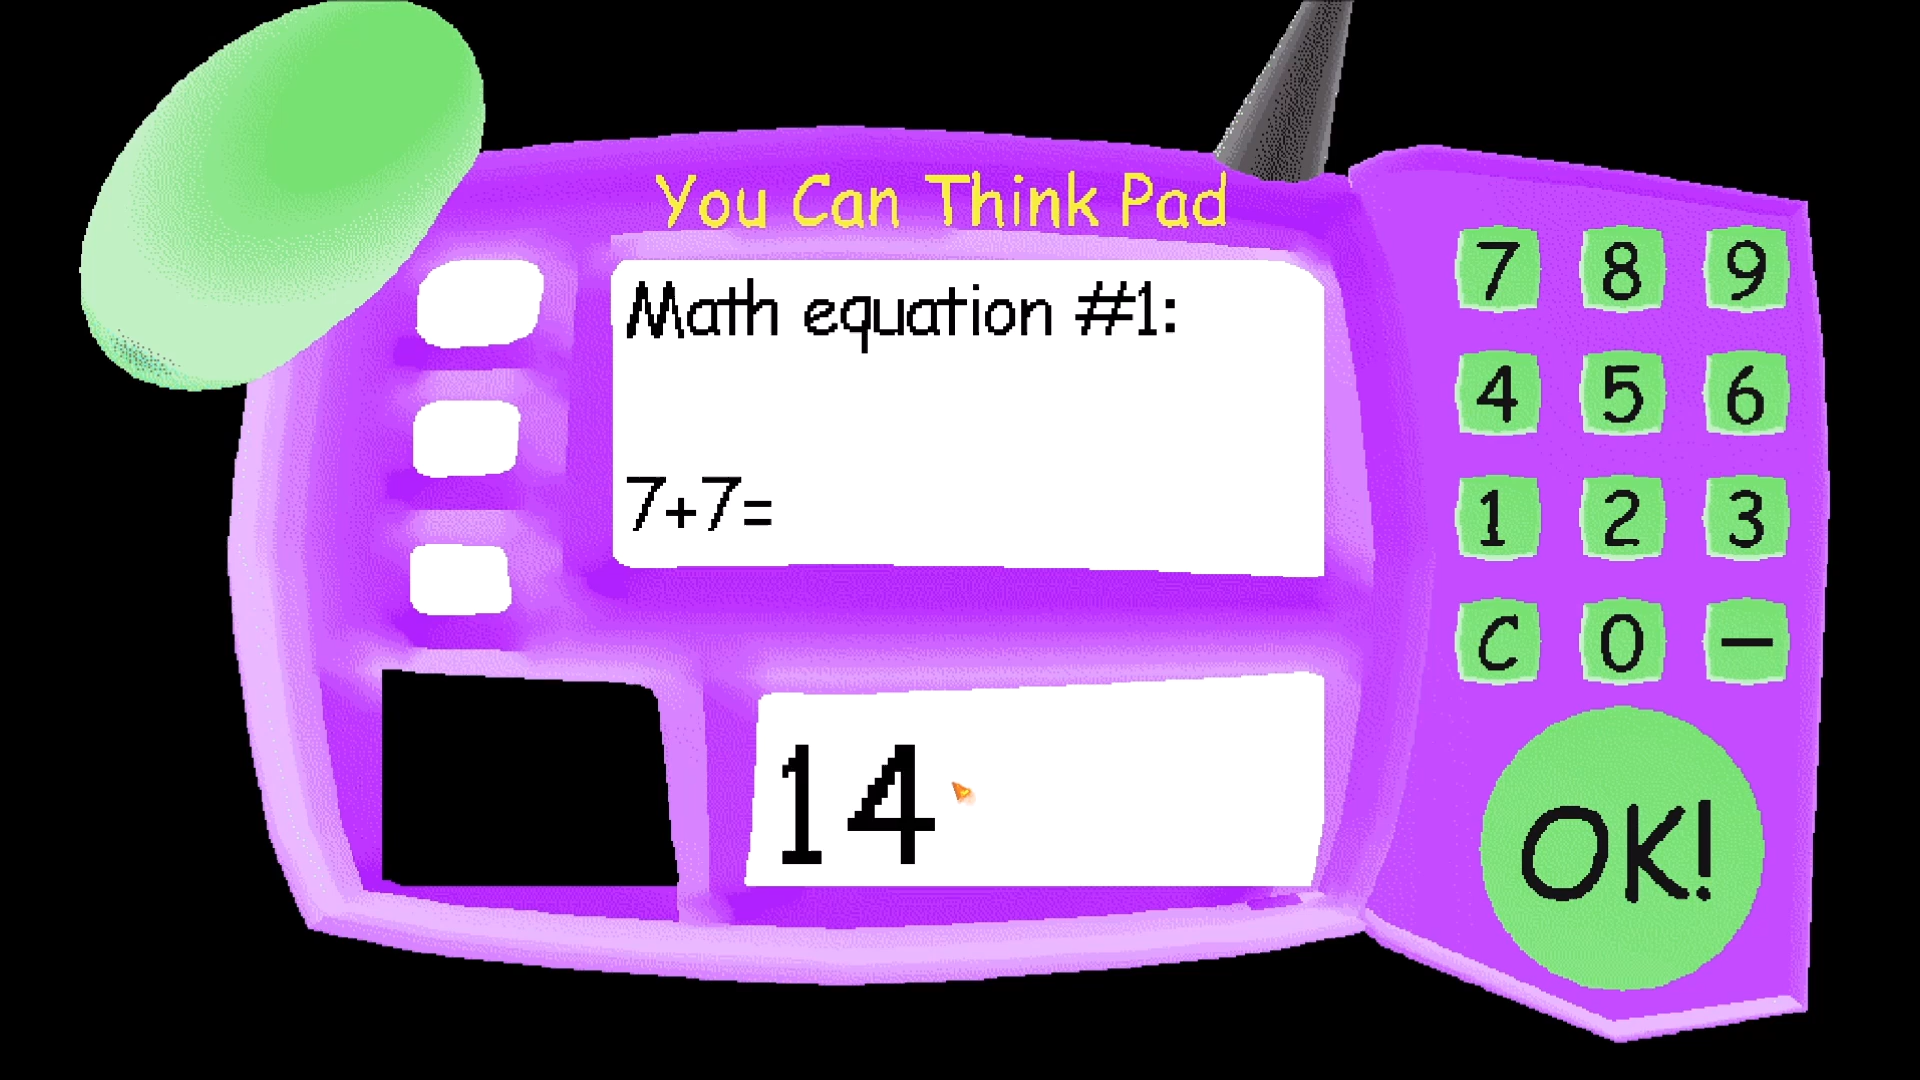 You Can Think Pad
Math equation #1:
7+7=
14
7 8 9
4 5 6
1 2 3
C 0 −
OK!